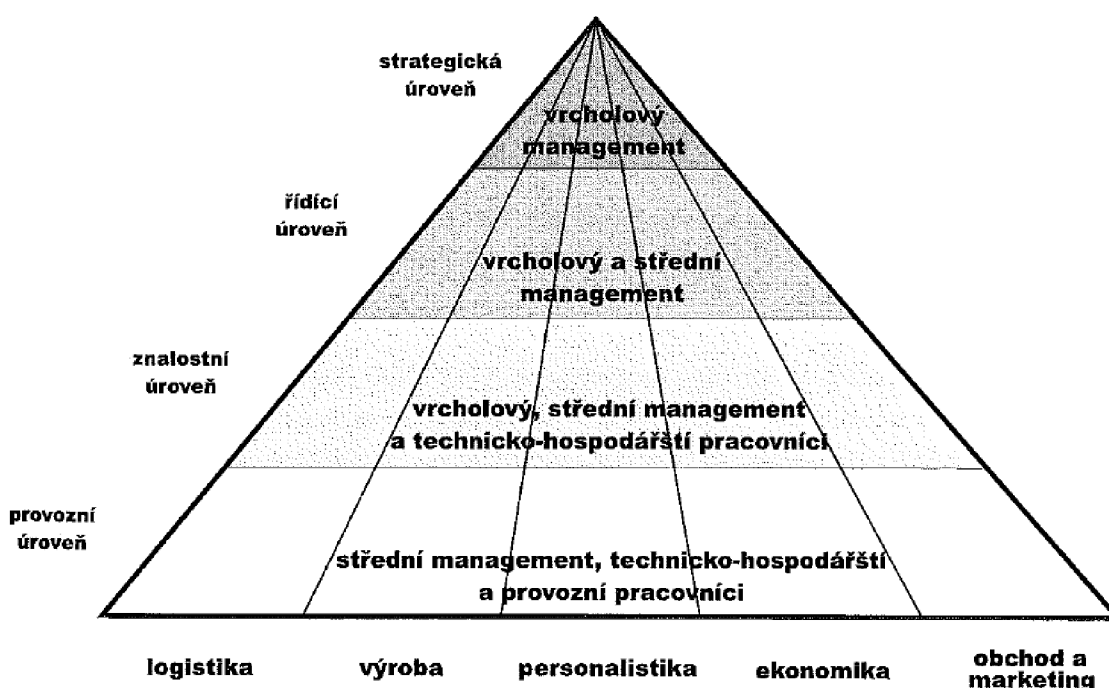 strategická
úroveň
vrcholový
management
řídící
úroveň
vrcholový a střední
management
znalostní
úroveň
vrcholový, střední management
a technicko-hospodářští pracovníci
provozní
úroveň
střední management, technicko-hospodářští
a provozní pracovníci
logistika
výroba
personalistika
ekonomika
obchod a
marketing